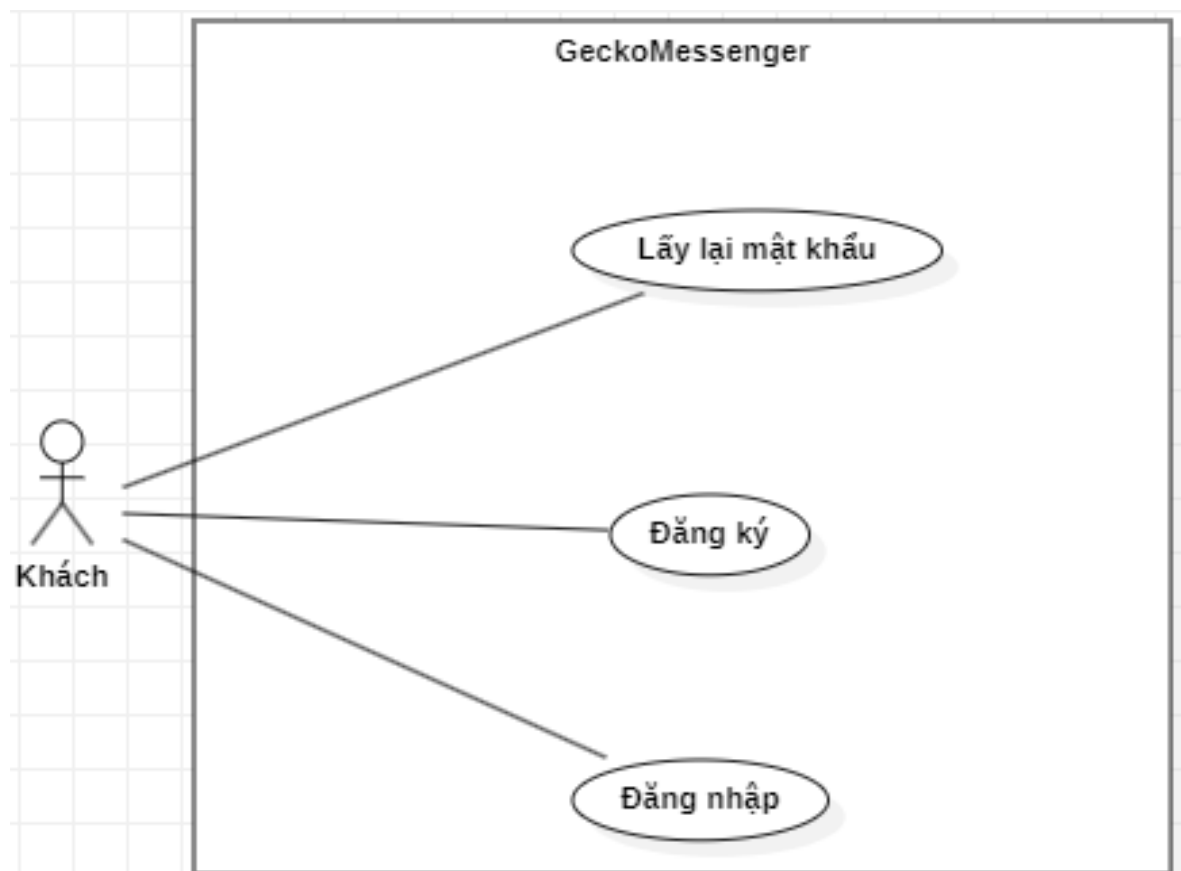 GeckoMessenger
Lấy lại mật khẩu
Đăng ký
Khách
Đăng nhập